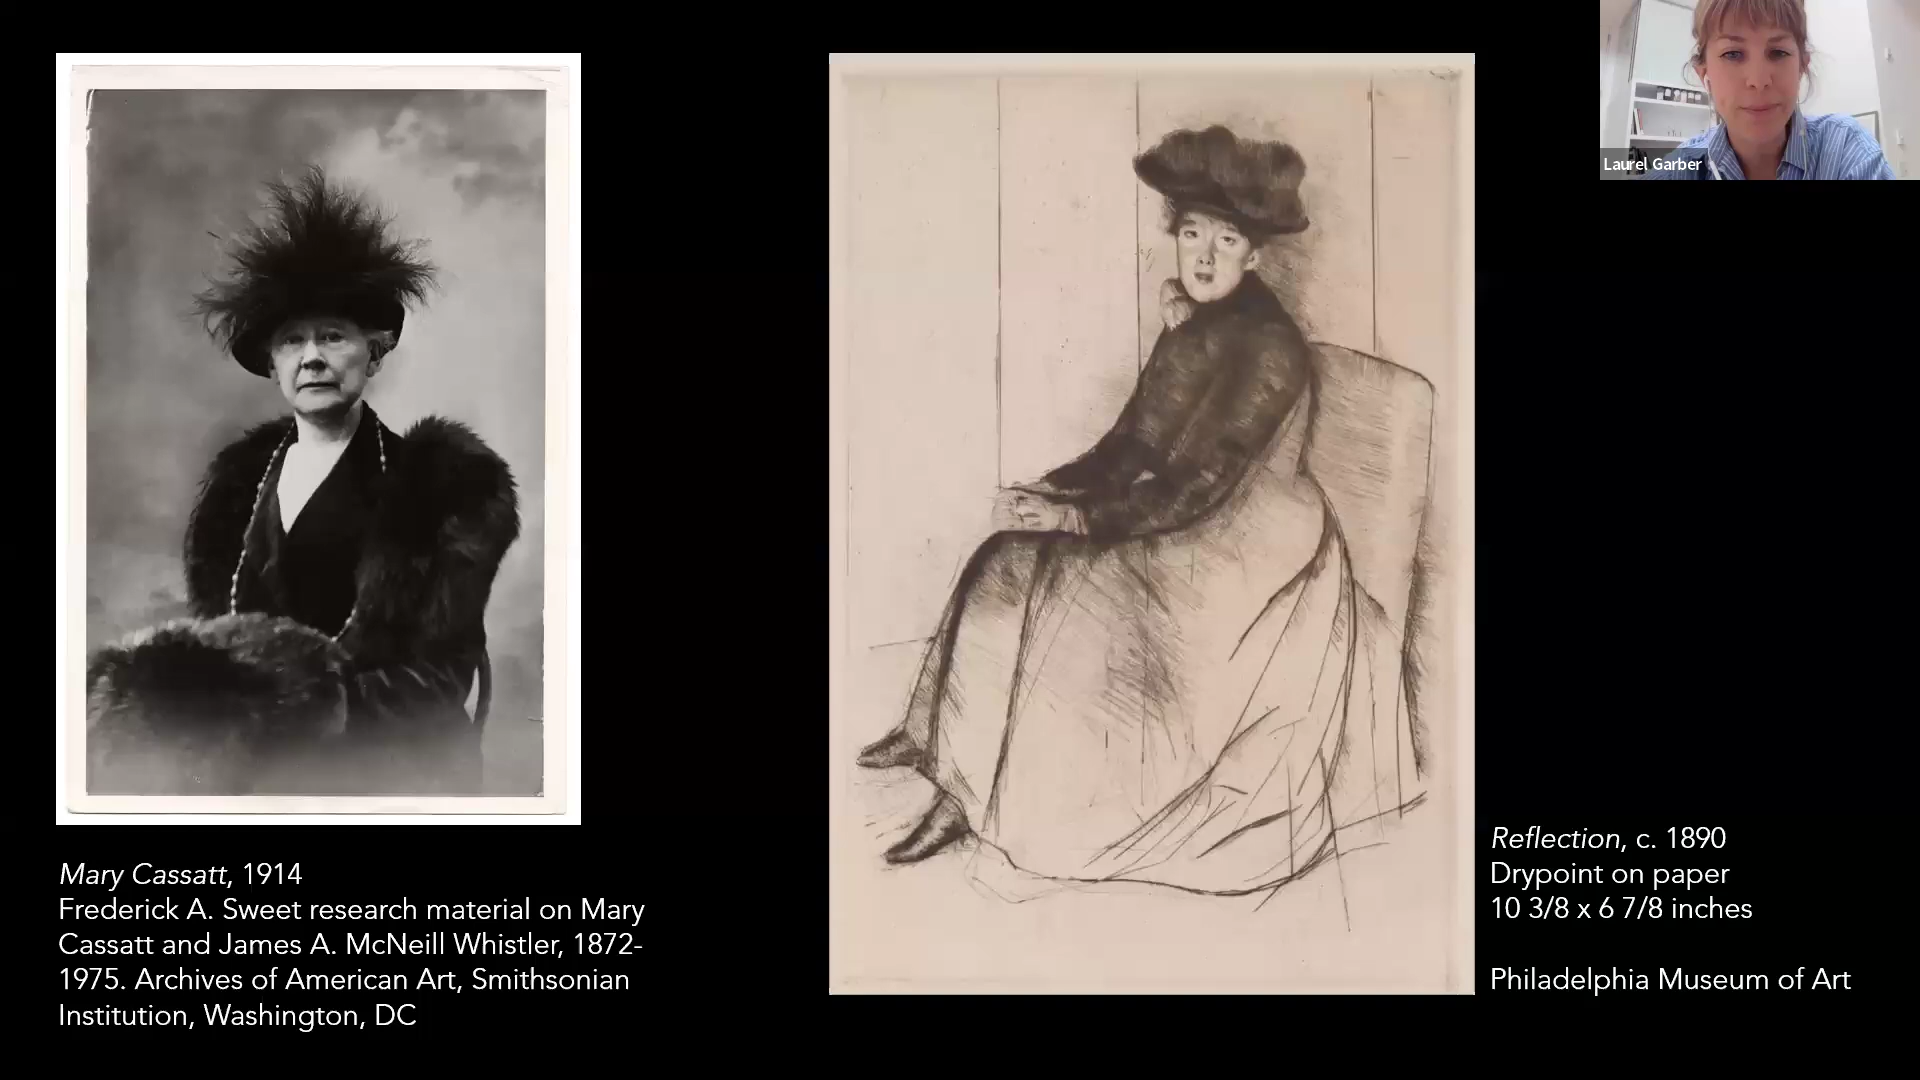 Laurel Garber
Mary Cassatt, 1914
Frederick A. Sweet research material on Mary
Cassatt and James A. McNeill Whistler, 1872-
1975. Archives of American Art, Smithsonian
Institution, Washington, DC
Reflection, c. 1890
Drypoint on paper
10 3/8 x 6 7/8 inches
Philadelphia Museum of Art